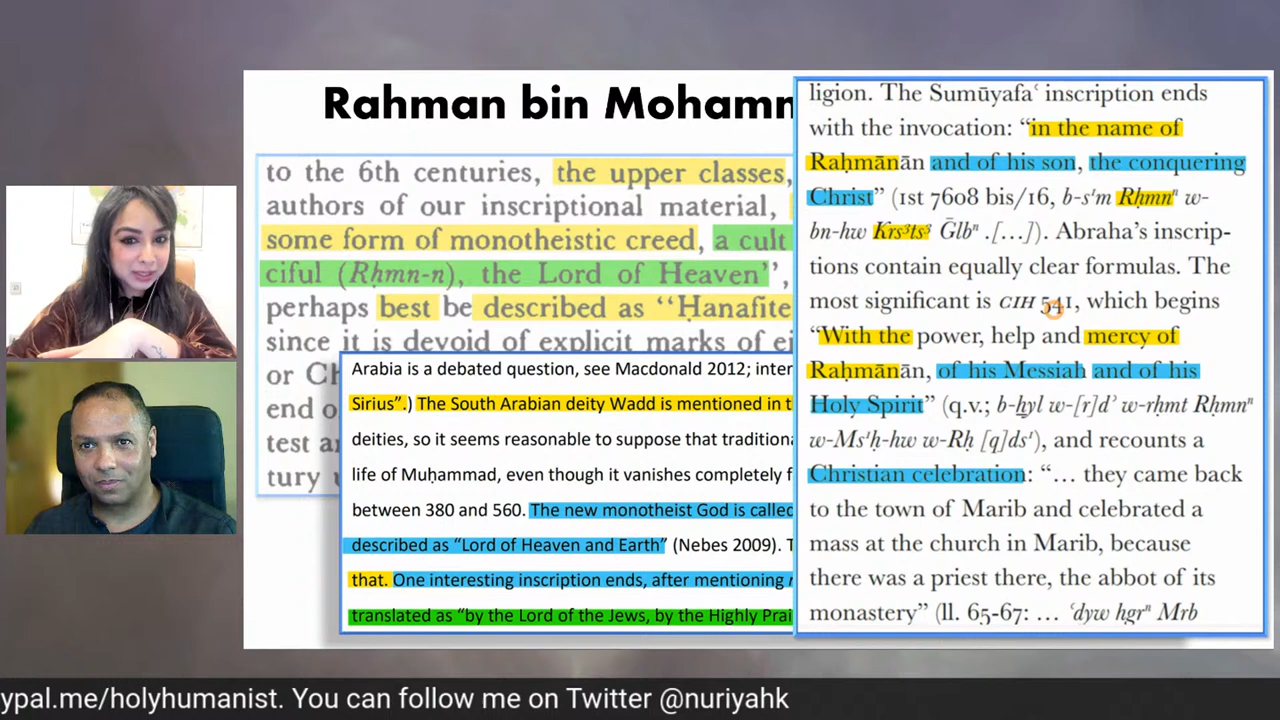 Rahman bin Mohamm
to the 6th centuries, the upper classes,
authors of our inscriptional material,
some form of monotheistic creed, a cult
ciful (Rḥmn-n), the Lord of Heaven’’,
perhaps best be described as ‘‘Ḥanafite
since it is devoid of explicit marks of ei
or Ch
end o
test a
tury
Arabia is a debated question, see Macdonald 2012; inter
Sirius”.) The South Arabian deity Wadd is mentioned in t
deities, so it seems reasonable to suppose that traditiona
life of Muḥammad, even though it vanishes completely f
between 380 and 560. The new monotheist God is called
described as “Lord of Heaven and Earth” (Nebes 2009). T
that. One interesting inscription ends, after mentioning
translated as “by the Lord of the Jews, by the Highly Prai
ligion. The Sumūyafaʿ inscription ends
with the invocation: “in the name of
Raḥmānān and of his son, the conquering
Christ” (Ist 7608 bis/16, b-s¹m Rḥmnⁿ w-
bn-hw Krs³ts³ Ḡlbⁿ .[…]). Abraha’s inscrip-
tions contain equally clear formulas. The
most significant is CIH 541, which begins
“With the power, help and mercy of
Raḥmānān, of his Messiah and of his
Holy Spirit” (q.v.; b-ḫyl w-[r]dʾ w-rḥmt Rḥmnⁿ
w-Ms¹ḥ-hw w-Rḥ [q]ds¹), and recounts a
Christian celebration: “… they came back
to the town of Marib and celebrated a
mass at the church in Marib, because
there was a priest there, the abbot of its
monastery” (ll. 65-67: … ʿdyw hgrⁿ Mrb
ypal.me/holyhumanist. You can follow me on Twitter @nuriyahk